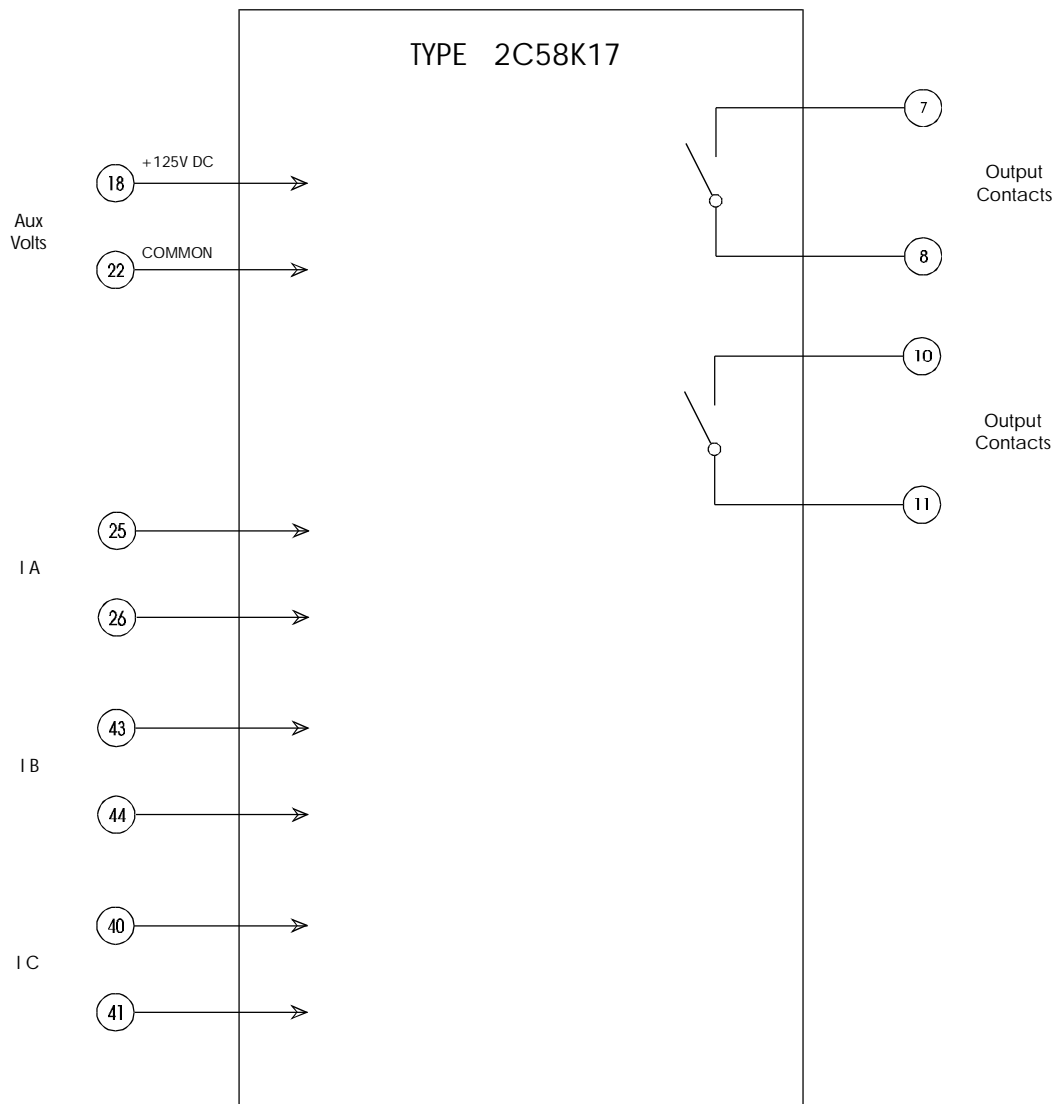 TYPE 2C58K17
7
+125V DC
18
Output
Contacts
Aux
Volts
COMMON
22
8
10
Output
Contacts
11
25
I A
26
43
I B
44
40
I C
41